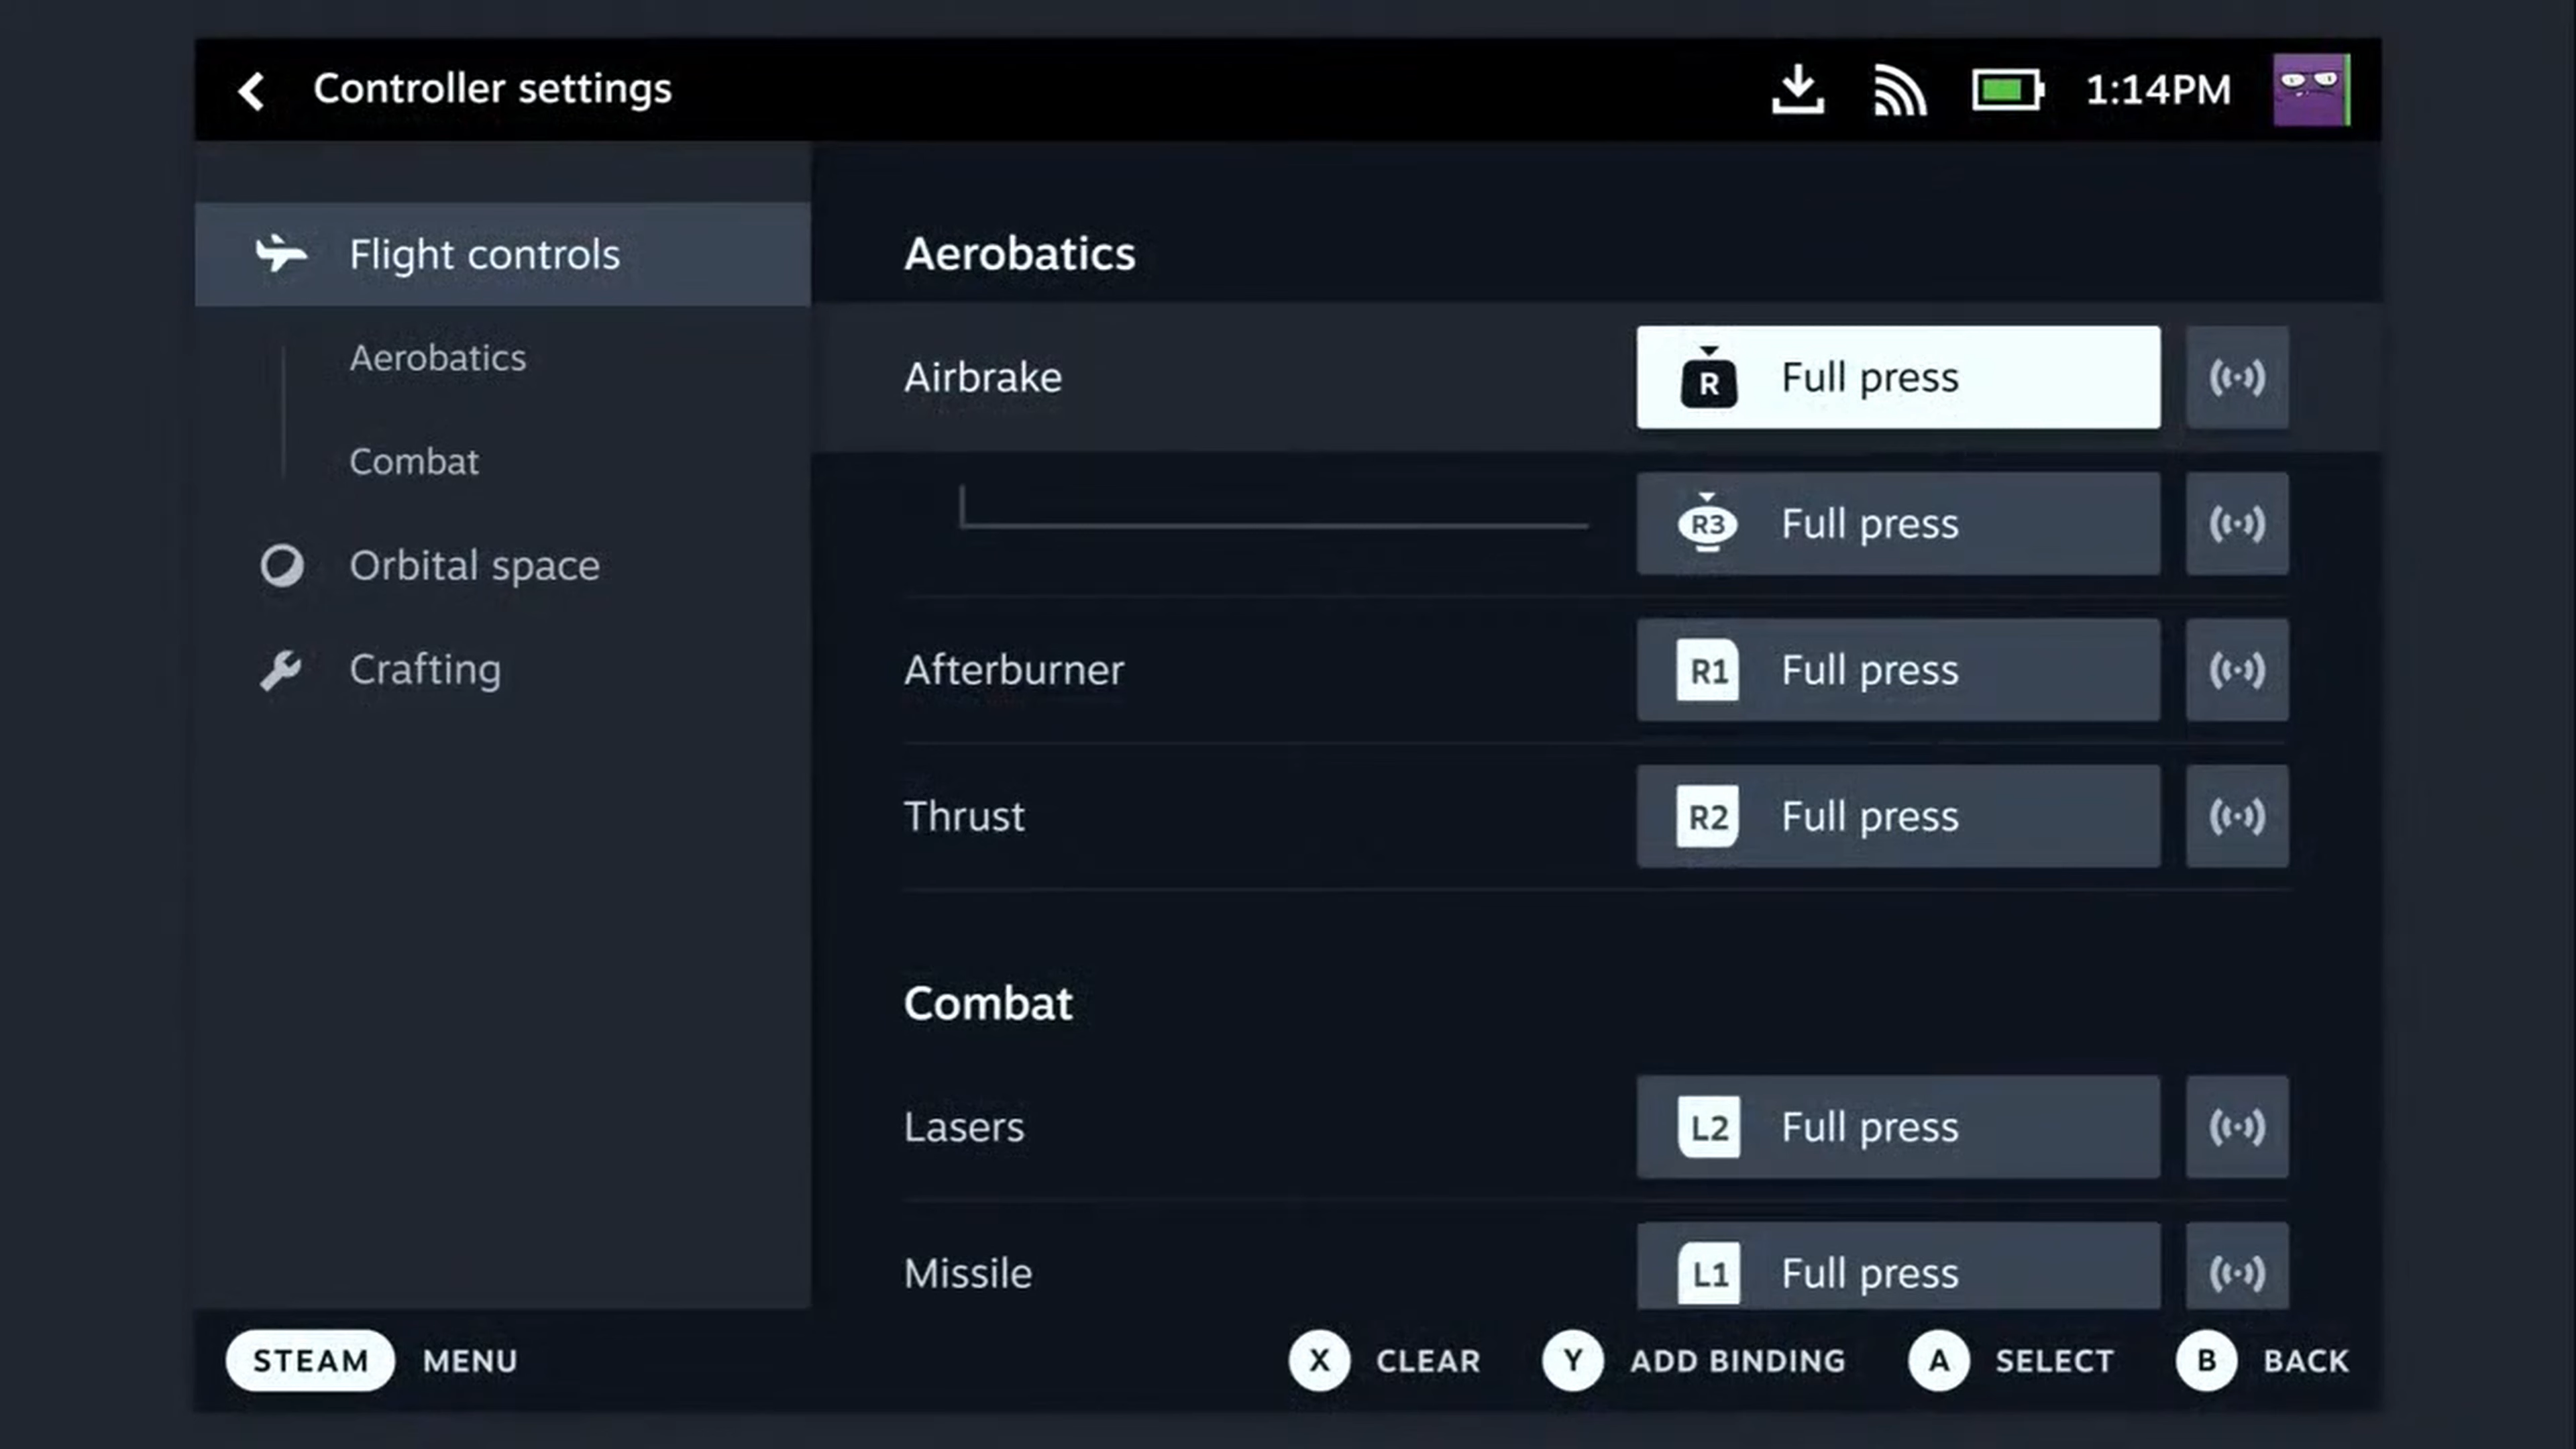 Controller settings
1:14PM
Flight controls
Aerobatics
Combat
Orbital space
Crafting
Aerobatics
Airbrake
R Full press
R3 Full press
Afterburner
R1 Full press
Thrust
R2 Full press
Combat
Lasers
L2 Full press
Missile
L1 Full press
STEAM MENU
X CLEAR Y ADD BINDING A SELECT B BACK